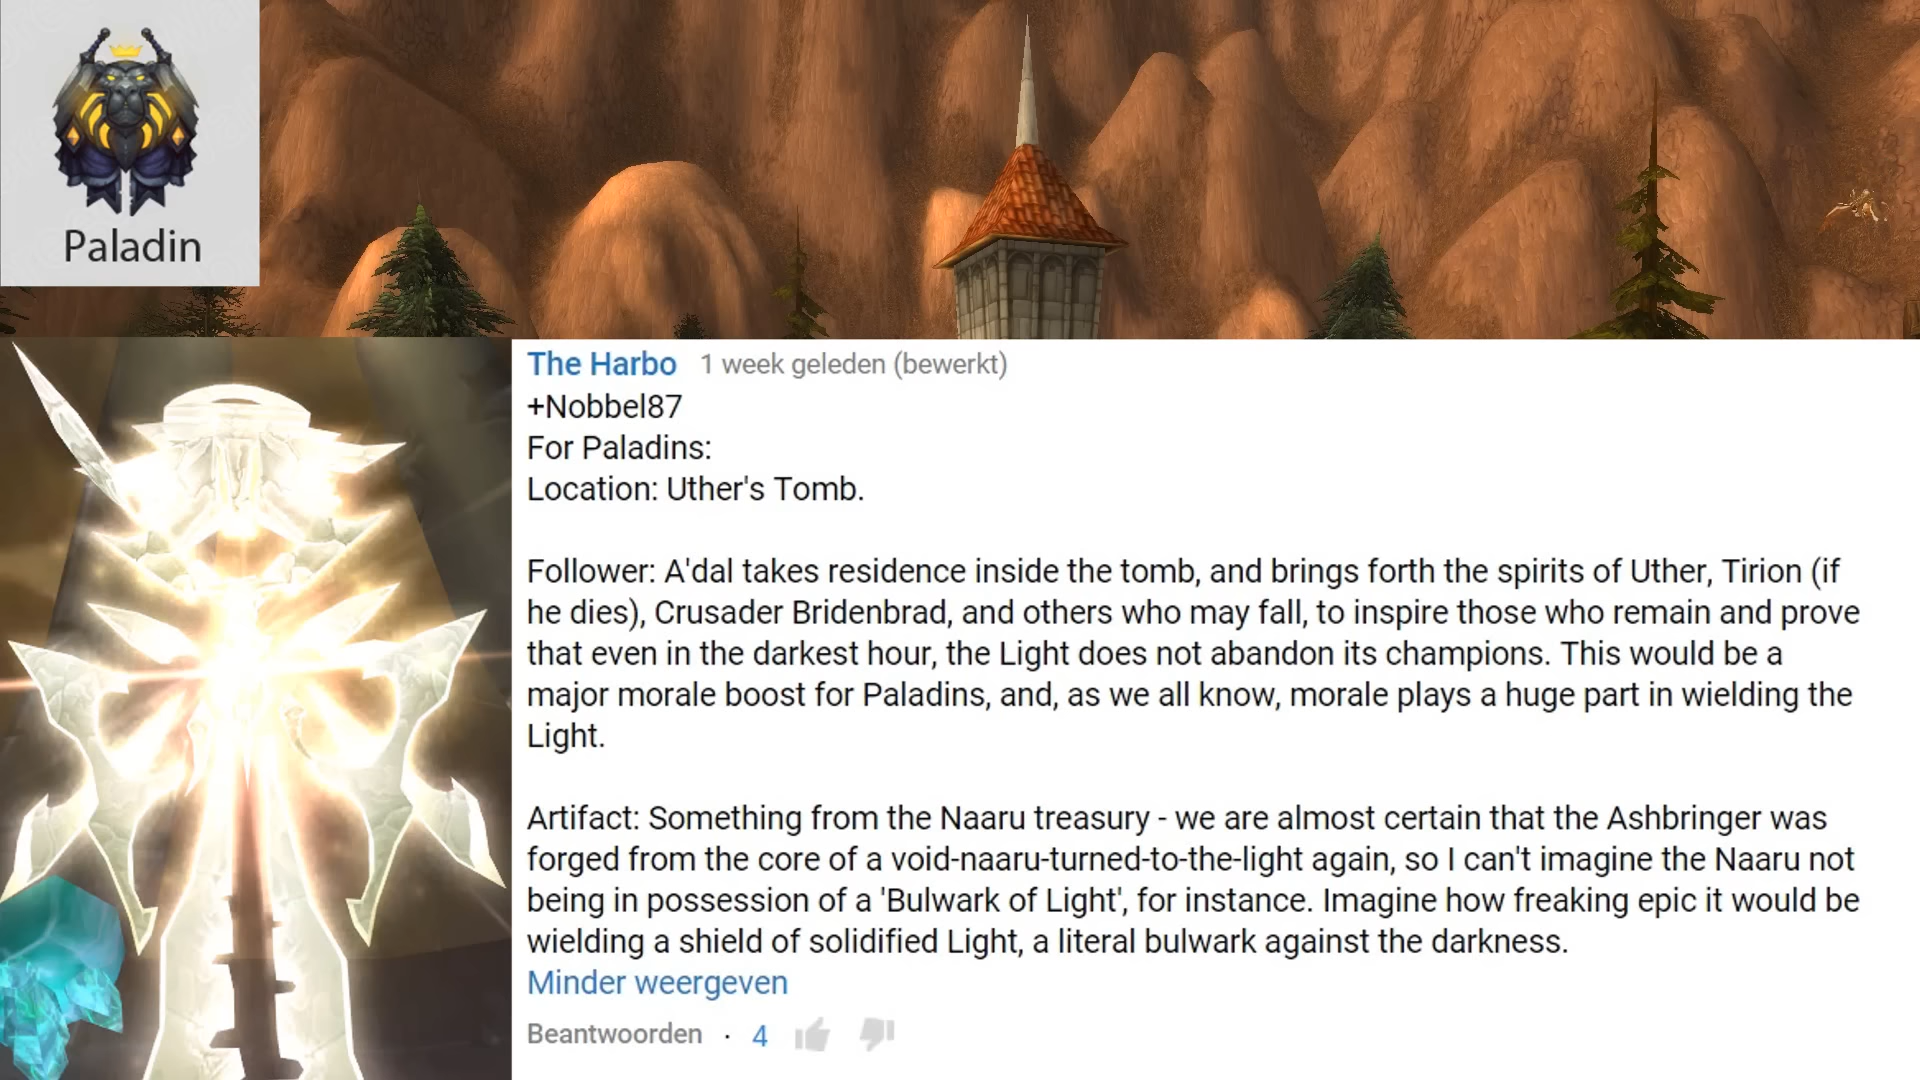 Paladin
The Harbo 1 week geleden (bewerkt)
+Nobbel87
For Paladins:
Location: Uther's Tomb.
Follower: A'dal takes residence inside the tomb, and brings forth the spirits of Uther, Tirion (if
he dies), Crusader Bridenbrad, and others who may fall, to inspire those who remain and prove
that even in the darkest hour, the Light does not abandon its champions. This would be a
major morale boost for Paladins, and, as we all know, morale plays a huge part in wielding the
Light.
Artifact: Something from the Naaru treasury - we are almost certain that the Ashbringer was
forged from the core of a void-naaru-turned-to-the-light again, so I can't imagine the Naaru not
being in possession of a 'Bulwark of Light', for instance. Imagine how freaking epic it would be
wielding a shield of solidified Light, a literal bulwark against the darkness.
Minder weergeven
Beantwoorden · 4